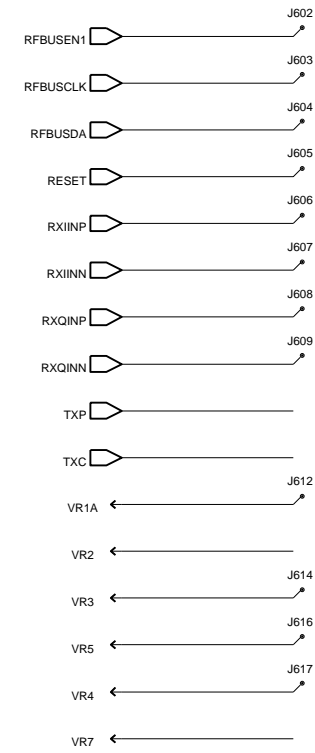 J602
RFBUSEN1
J603
RFBUSCLK
J604
RFBUSDA
J605
RESET
J606
RXIINP
J607
RXIINN
J608
RXQINP
J609
RXQINN
TXP
TXC
J612
VR1A
VR2
J614
VR3
J616
VR5
J617
VR4
VR7